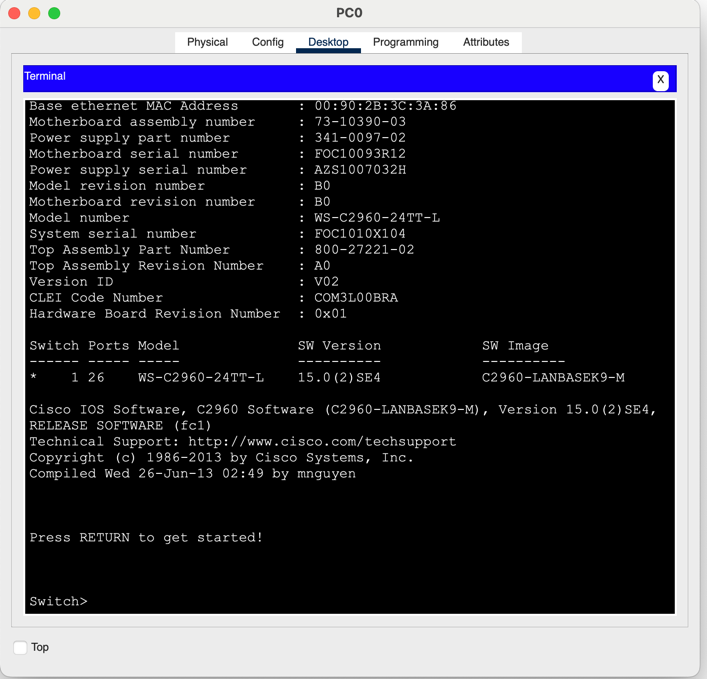 PC0
Physical Config Desktop Programming Attributes
Terminal
X
Base ethernet MAC Address : 00:90:2B:3C:3A:86
Motherboard assembly number : 73-10390-03
Power supply part number : 341-0097-02
Motherboard serial number : FOC10093R12
Power supply serial number : AZS1007032H
Model revision number : B0
Motherboard revision number : B0
Model number : WS-C2960-24TT-L
System serial number : FOC1010X104
Top Assembly Part Number : 800-27221-02
Top Assembly Revision Number : A0
Version ID : V02
CLEI Code Number : COM3L00BRA
Hardware Board Revision Number : 0x01
Switch Ports Model SW Version SW Image
------ ----- ----- ---------- ----------
* 1 26 WS-C2960-24TT-L 15.0(2)SE4 C2960-LANBASEK9-M
Cisco IOS Software, C2960 Software (C2960-LANBASEK9-M), Version 15.0(2)SE4,
RELEASE SOFTWARE (fc1)
Technical Support: http://www.cisco.com/techsupport
Copyright (c) 1986-2013 by Cisco Systems, Inc.
Compiled Wed 26-Jun-13 02:49 by mnguyen
Press RETURN to get started!
Switch>
Top